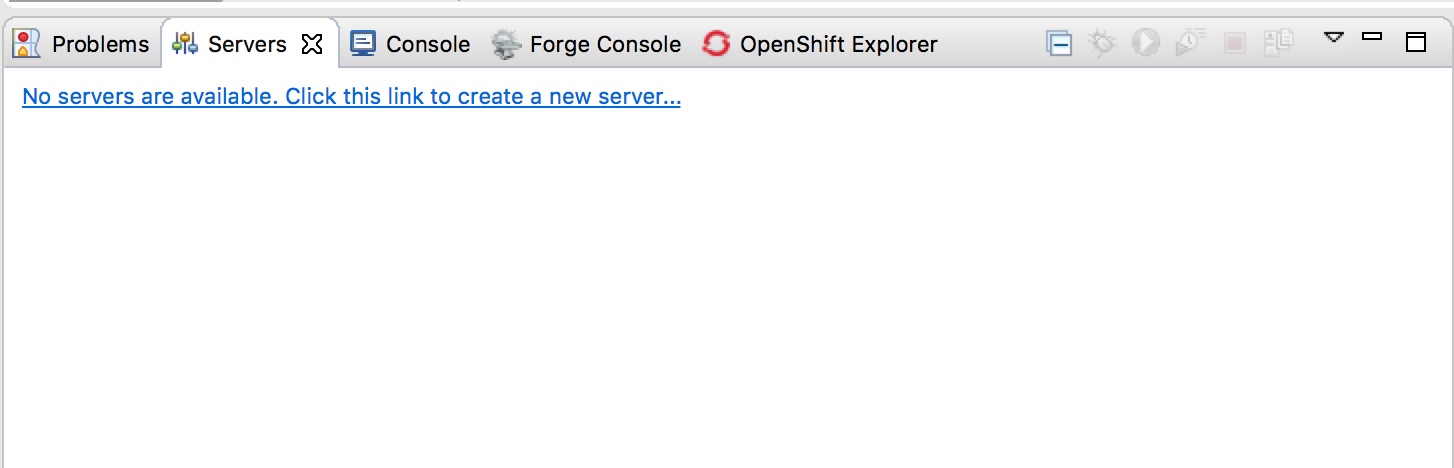 Problems Servers Console Forge Console OpenShift Explorer
No servers are available. Click this link to create a new server...